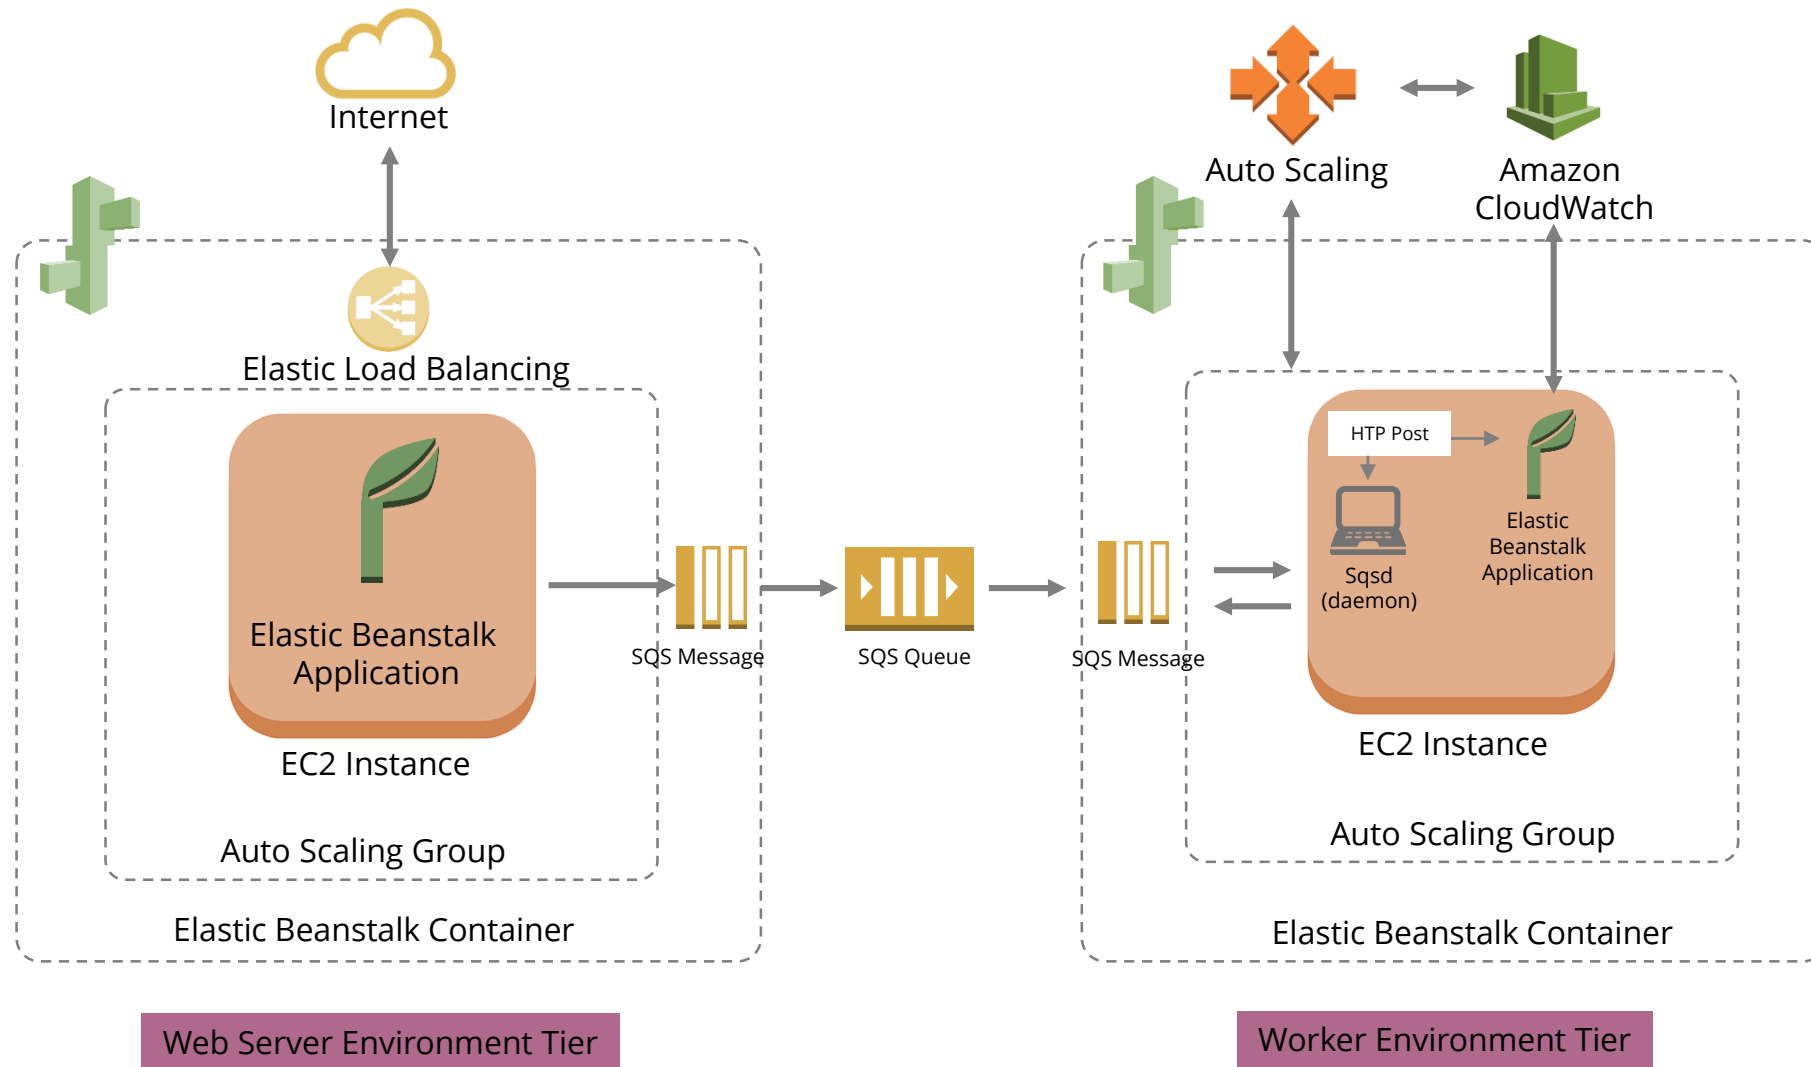 Internet
Elastic Load Balancing
Elastic Beanstalk
Application
EC2 Instance
Auto Scaling Group
Elastic Beanstalk Container
Web Server Environment Tier
SQS Message
SQS Queue
SQS Message
Auto Scaling
Amazon
CloudWatch
HTP Post
Sqsd
(daemon)
Elastic
Beanstalk
Application
EC2 Instance
Auto Scaling Group
Elastic Beanstalk Container
Worker Environment Tier